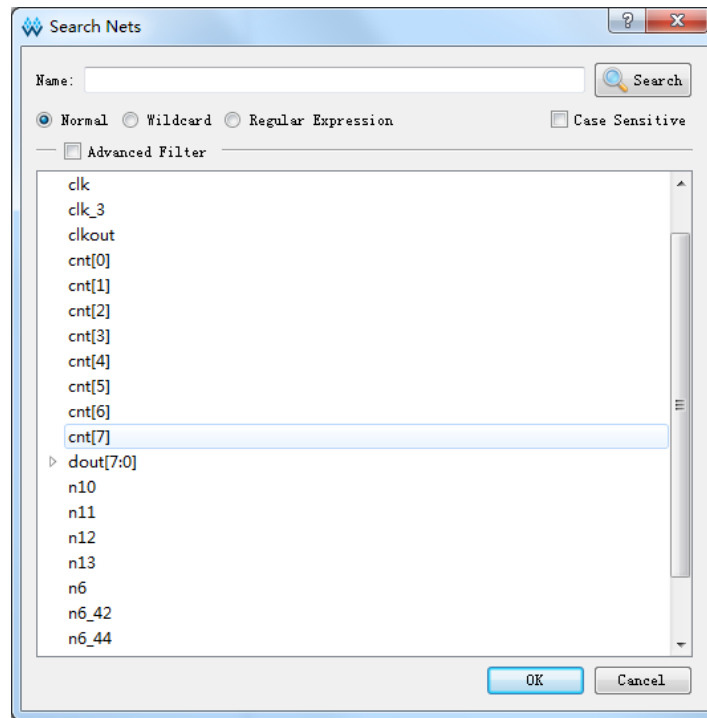 Search Nets
Name: Search
Normal Wildcard Regular Expression Case Sensitive
Advanced Filter
clk
clk_3
clkout
cnt[0]
cnt[1]
cnt[2]
cnt[3]
cnt[4]
cnt[5]
cnt[6]
cnt[7]
dout[7:0]
n10
n11
n12
n13
n6
n6_42
n6_44
OK Cancel